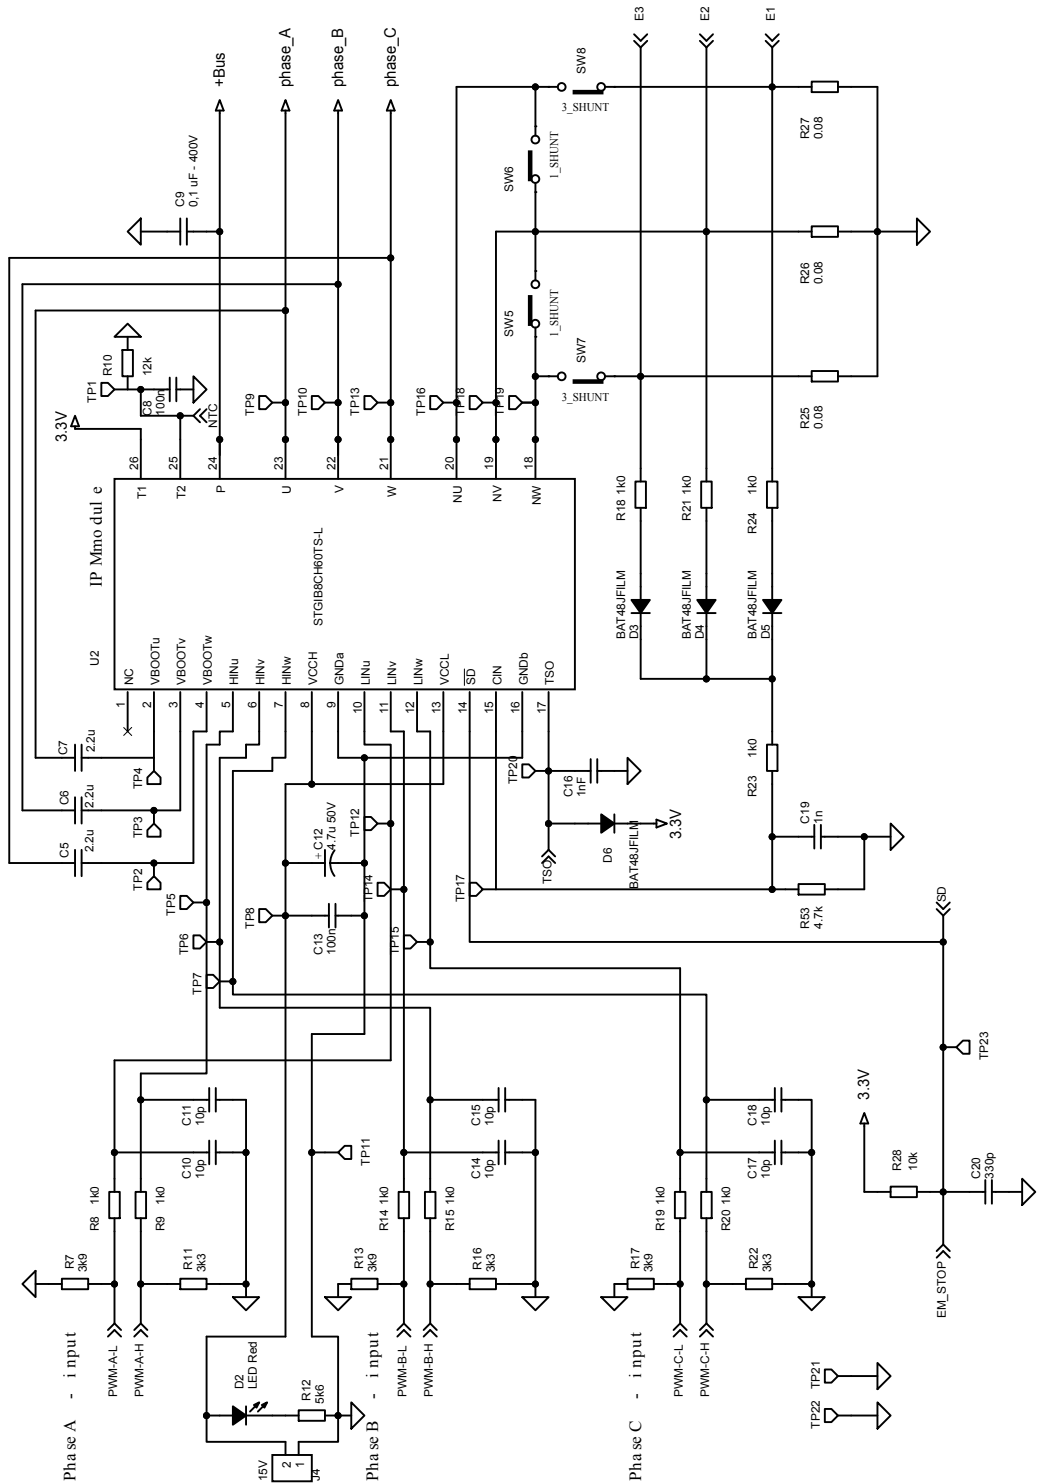 E3
E2
E1
+Bus
phase_A
phase_B
phase_C
C9
0,1 uF - 400V
SW8
3_SHUNT
SW6
1_SHUNT
SW5
1_SHUNT
SW7
3_SHUNT
R27
0.08
R26
0.08
R25
0.08
R10
12k
TP1
C8
100n
NTC
3.3V
TP9
TP10
TP13
TP16
TP18
TP19
26
25
24
23
22
21
20
19
18
T1
T2
P
U
V
W
NU
NV
NW
IP Mmo dul e
STGIB8CH60TS-L
U2
NC
VBOOTu
VBOOTv
VBOOTw
HINu
HINv
HINw
VCCH
GNDa
LINu
LINv
LINw
VCCL
SD
CIN
GNDb
TSO
1
2
3
4
5
6
7
8
9
10
11
12
13
14
15
16
17
R18 1k0
R21 1k0
R24
1k0
BAT48JFILM
D3
BAT48JFILM
D4
BAT48JFILM
D5
R23
1k0
C19
1n
R53
4.7k
C7
2.2u
C6
2.2u
C5
2.2u
TP4
TP3
TP2
TP5
TP6
TP7
TP8
+
C12
4.7u 50V
C13
100n
TP12
TP14
TP15
TP17
TP20
C16
1nF
TSO
D6
BAT48JFILM
3.3V
SD
TP23
3.3V
R28
10k
C20
330p
EM_STOP
C11
10p
C10
10p
R8
1k0
R9
1k0
R7
3k9
R11
3k3
PWM-A-L
PWM-A-H
Pha se A - i nput
TP11
C15
10p
C14
10p
R14 1k0
R15 1k0
R13
3k9
R16
3k3
PWM-B-L
PWM-B-H
Pha se B - i nput
C18
10p
C17
10p
R19 1k0
R20 1k0
R17
3k9
R22
3k3
PWM-C-L
PWM-C-H
Pha se C - i nput
D2
LED Red
R12
5k6
15V
2
1
J4
TP21
TP22